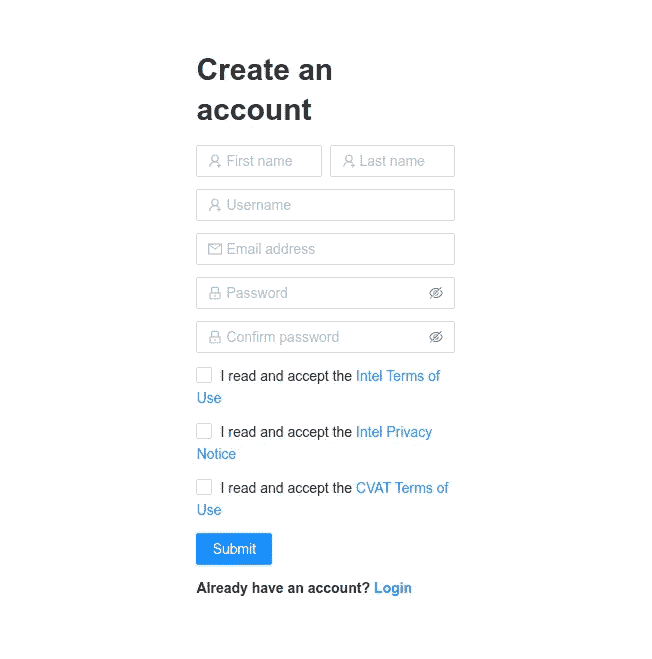 Create an
account
First name Last name
Username
Email address
Password
Confirm password
I read and accept the Intel Terms of
Use
I read and accept the Intel Privacy
Notice
I read and accept the CVAT Terms of
Use
Submit
Already have an account? Login